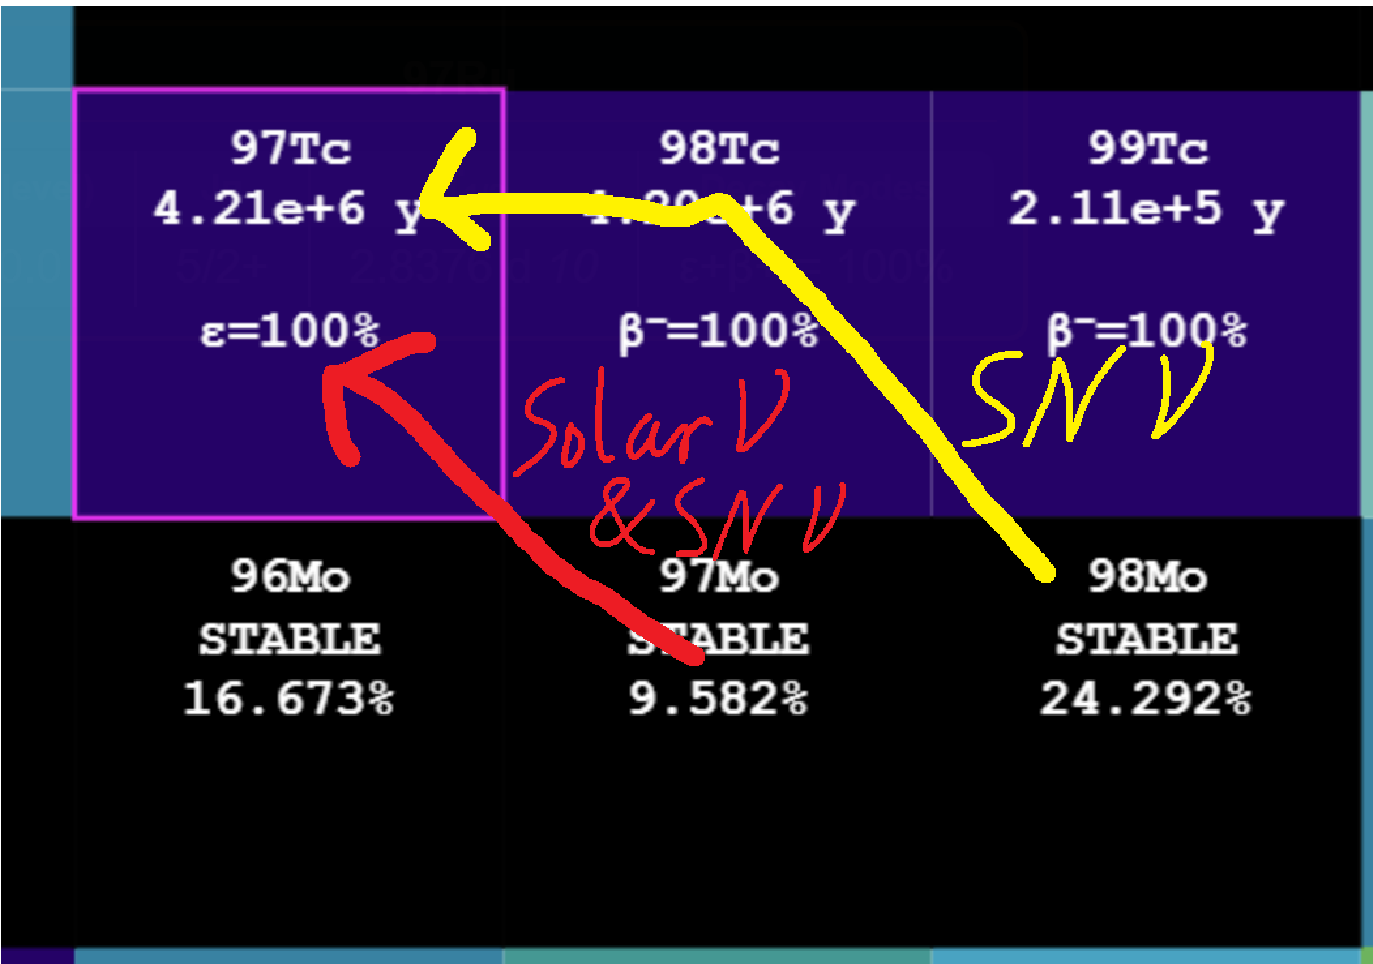 97Tc
4.21e+6 y
ε=100%
98Tc
y
β⁻=100%
99Tc
2.11e+5 y
β⁻=100%
Solar ν
& SN ν
SN ν
96Mo
STABLE
16.673%
97Mo
STABLE
9.582%
98Mo
STABLE
24.292%